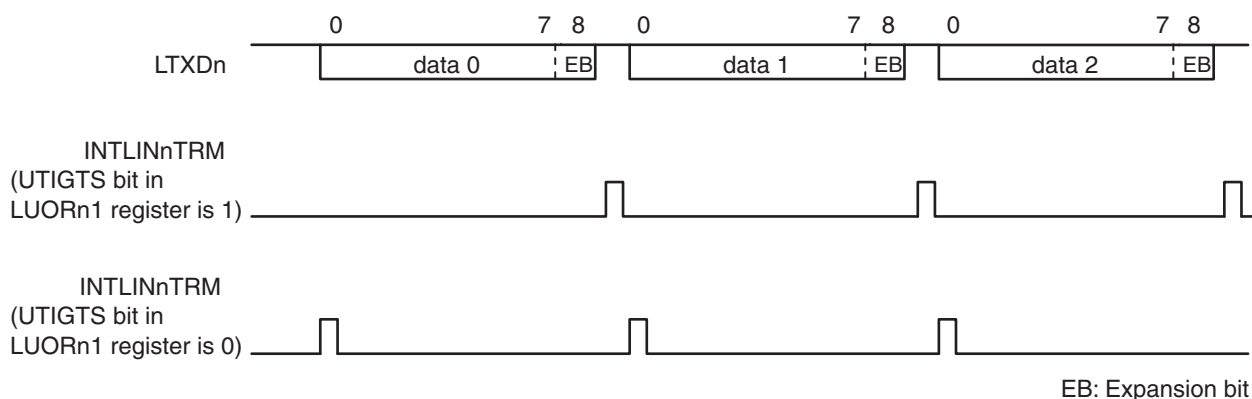 0 7 8 0 7 8 0 7 8
LTXDn data 0 EB data 1 EB data 2 EB
INTLINnTRM
(UTIGTS bit in
LUORn1 register is 1)
INTLINnTRM
(UTIGTS bit in
LUORn1 register is 0)
EB: Expansion bit